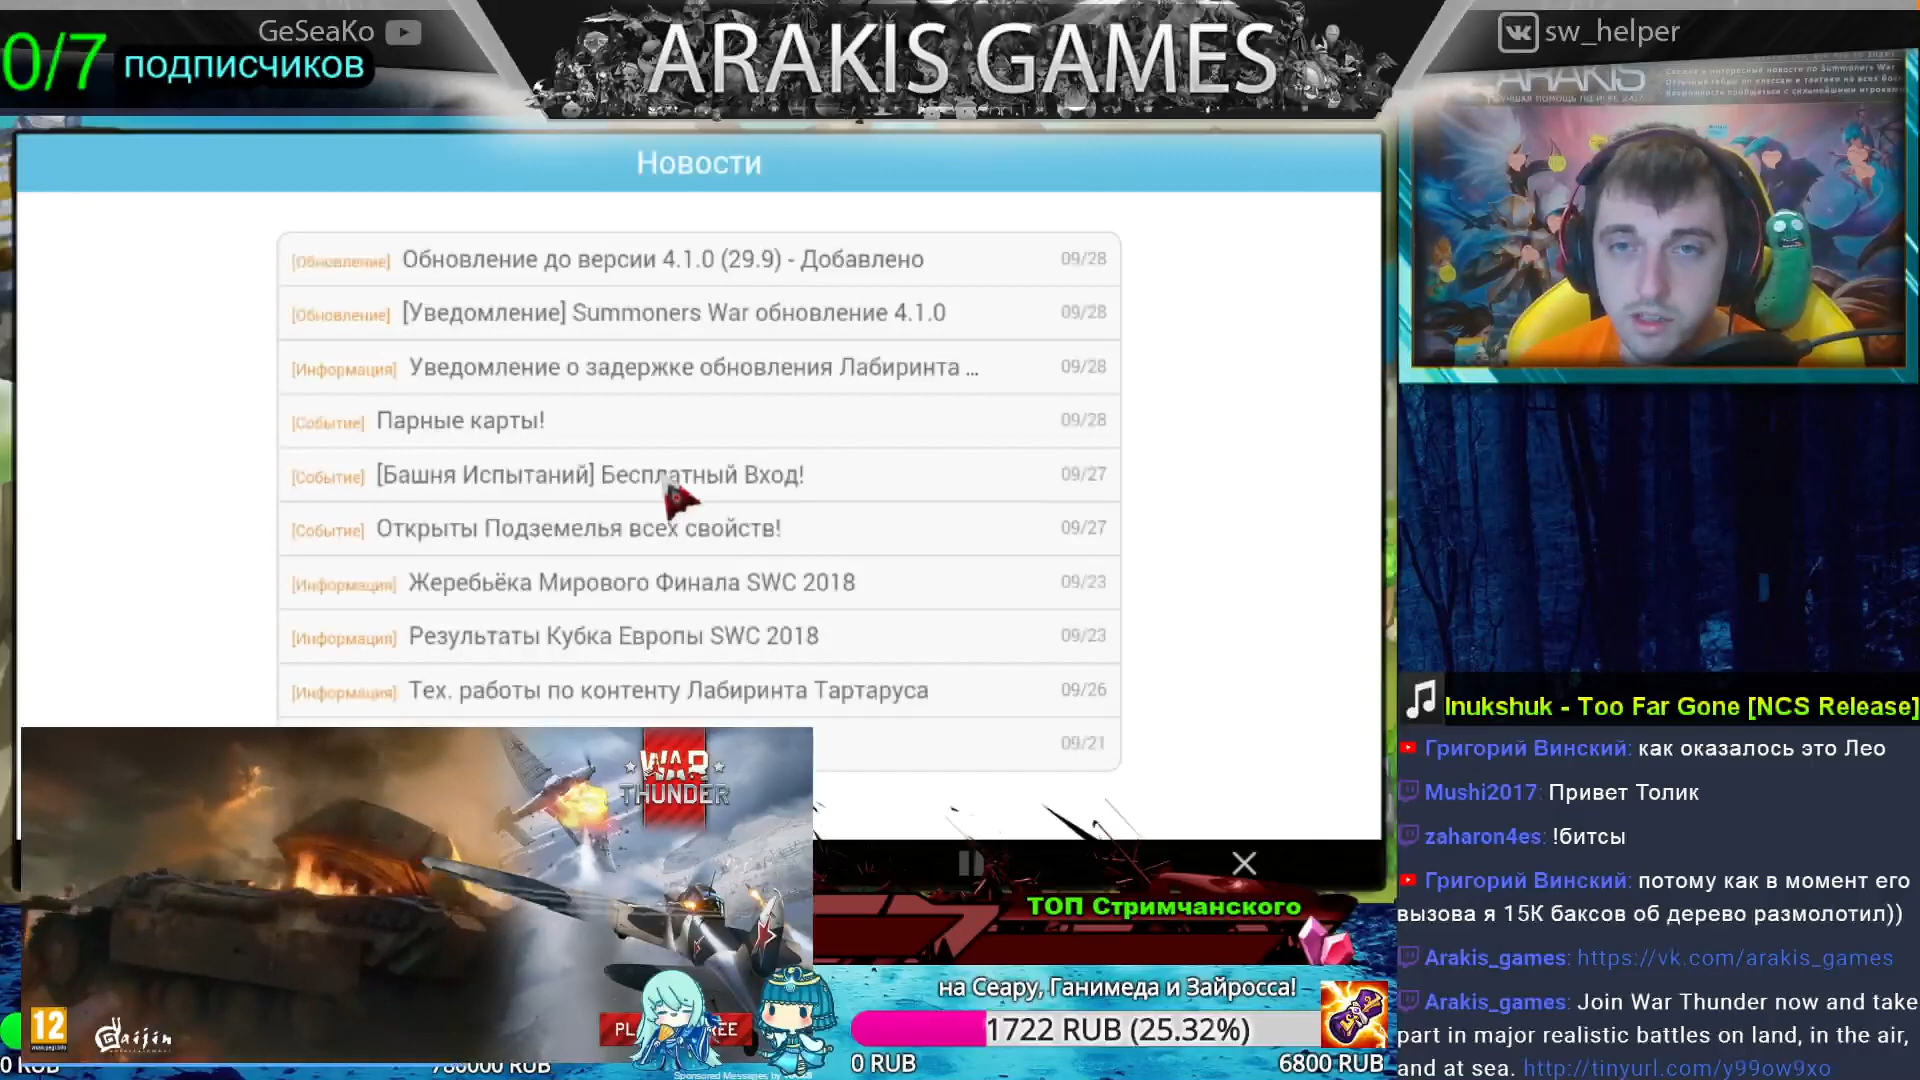 0/7 подписчиков
GeSeaKo
ARAKIS GAMES
sw_helper
ARAKIS
Новости
[Обновление] Обновление до версии 4.1.0 (29.9) - Добавлено 09/28
[Обновление] [Уведомление] Summoners War обновление 4.1.0 09/28
[Информация] Уведомление о задержке обновления Лабиринта ... 09/28
[Событие] Парные карты! 09/28
[Событие] [Башня Испытаний] Бесплатный Вход! 09/27
[Событие] Открыты Подземелья всех свойств! 09/27
[Информация] Жеребьёка Мирового Финала SWC 2018 09/23
[Информация] Результаты Кубка Европы SWC 2018 09/23
[Информация] Тех. работы по контенту Лабиринта Тартаруса 09/26
09/21
WAR
THUNDER
12
Gaijin
ТОП Стримчанского
на Сеару, Ганимеда и Зайросса!
1722 RUB (25.32%)
0 RUB 6800 RUB
Inukshuk - Too Far Gone [NCS Release]
Григорий Винский: как оказалось это Лео
Mushi2017: Привет Толик
zaharon4es: !битсы
Григорий Винский: потому как в момент его
вызова я 15К баксов об дерево размолотил))
Arakis_games: https://vk.com/arakis_games
Arakis_games: Join War Thunder now and take
part in major realistic battles on land, in the air,
and at sea. http://tinyurl.com/y99ow9xo